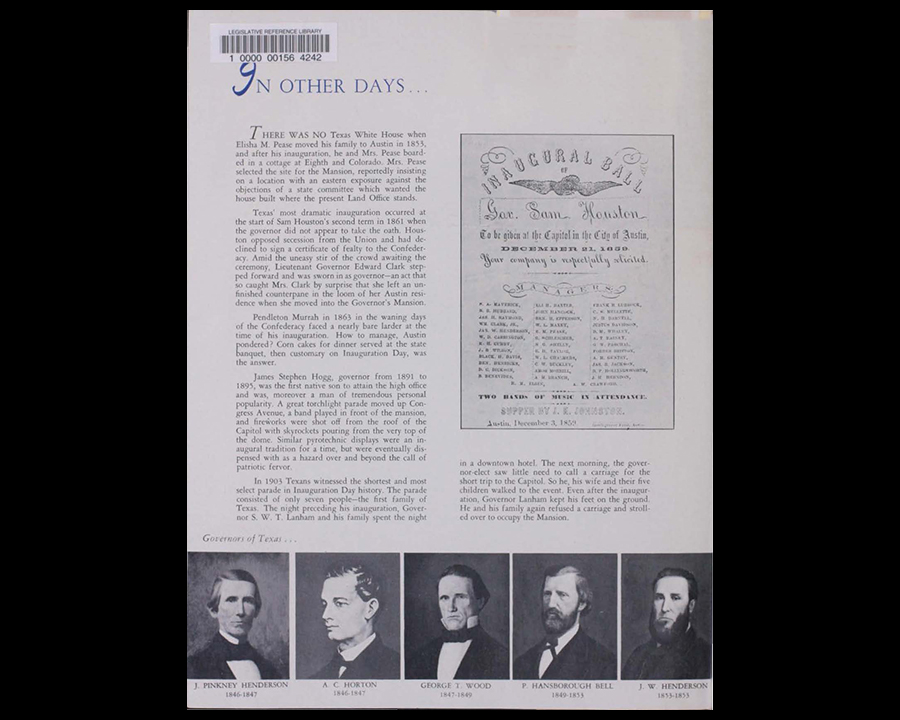 LEGISLATIVE REFERENCE LIBRARY
1 0000 00156 4242
IN OTHER DAYS...
THERE WAS NO Texas White House when
Elisha M. Pease moved his family to Austin in 1853,
and after his inauguration, he and Mrs. Pease board-
ed in a cottage at Eighth and Colorado. Mrs. Pease
selected the site for the Mansion, reportedly insisting
on a location with an eastern exposure against the
objections of a state committee which wanted the
house built where the present Land Office stands.
Texas' most dramatic inauguration occurred at
the start of Sam Houston's second term in 1861 when
the governor did not appear to take the oath. Hous-
ton opposed secession from the Union and had de-
clined to sign a certificate of fealty to the Confeder-
acy. Amid the uneasy stir of the crowd awaiting the
ceremony, Lieutenant Governor Edward Clark step-
ped forward and was sworn in as governor—an act that
so caught Mrs. Clark by surprise that she left an un-
finished counterpane in the loom of her Austin resi-
dence when she moved into the Governor's Mansion.
Pendleton Murrah in 1863 in the waning days
of the Confederacy faced a nearly bare larder at the
time of his inauguration. How to manage, Austin
pondered? Corn cakes for dinner served at the state
banquet, then customary on Inauguration Day, was
the answer.
James Stephen Hogg, governor from 1891 to
1895, was the first native son to attain the high office
and was, moreover a man of tremendous personal
popularity. A great torchlight parade moved up Con-
gress Avenue, a band played in front of the mansion,
and fireworks were shot off from the roof of the
Capitol with skyrockets pouring from the very top of
the dome. Similar pyrotechnic displays were an in-
augural tradition for a time, but were eventually dis-
pensed with as a hazard over and beyond the call of
patriotic fervor.
In 1903 Texans witnessed the shortest and most
select parade in Inauguration Day history. The parade
consisted of only seven people—the first family of
Texas. The night preceding his inauguration, Gover-
nor S. W. T. Lanham and his family spent the night
INAUGURAL BALL
OF
Gov. Sam Houston
To be given at the Capitol in the City of Austin,
DECEMBER 21, 1859
Your company is respectfully solicited.
MANAGERS
TWO BANDS OF MUSIC IN ATTENDANCE.
SUPPER BY J. E. JOHNSTON.
Austin, December 3, 1859.
in a downtown hotel. The next morning, the gover-
nor-elect saw little need to call a carriage for the
short trip to the Capitol. So he, his wife and their five
children walked to the event. Even after the inaugur-
ation, Governor Lanham kept his feet on the ground.
He and his family again refused a carriage and stroll-
ed over to occupy the Mansion.
Governors of Texas...
J. PINKNEY HENDERSON
1846-1847
A. C. HORTON
1846-1847
GEORGE T. WOOD
1847-1849
P. HANSBOROUGH BELL
1849-1853
J. W. HENDERSON
1853-1853